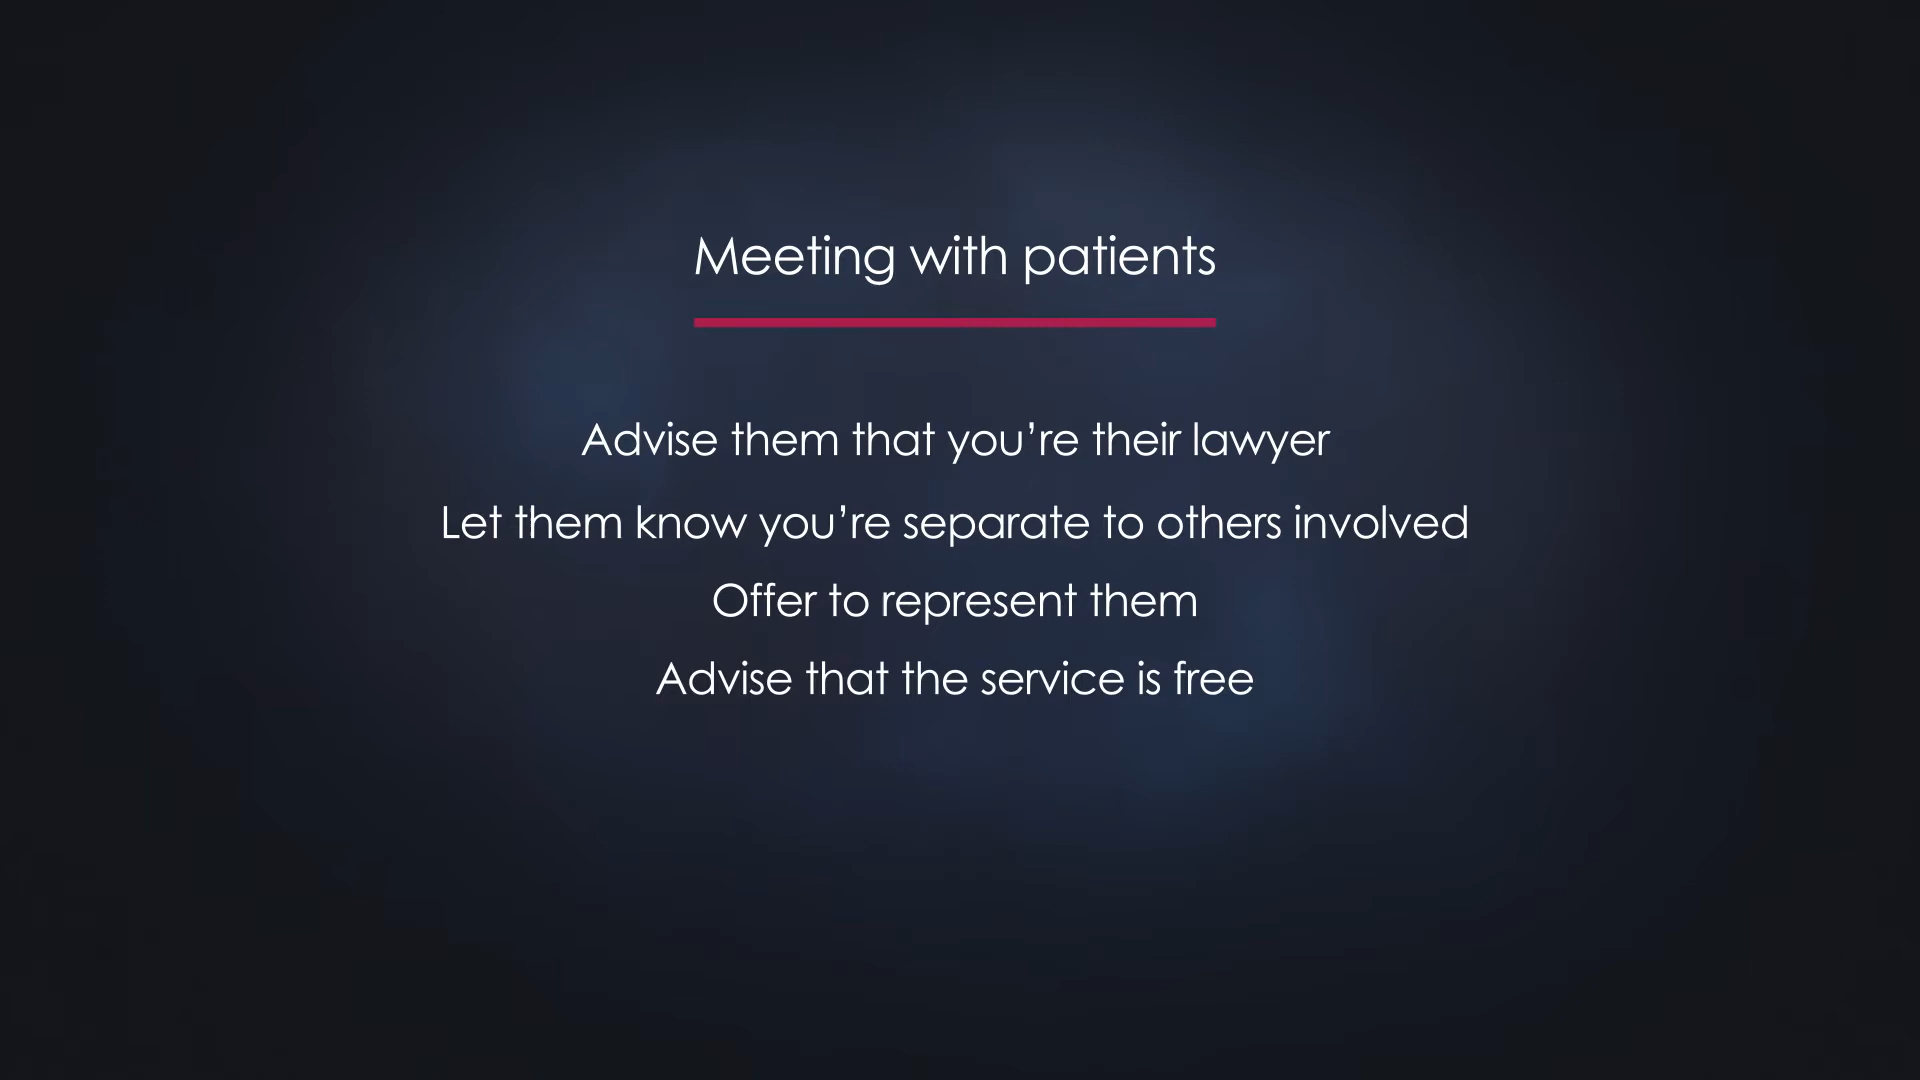 Meeting with patients
Advise them that you’re their lawyer
Let them know you’re separate to others involved
Offer to represent them
Advise that the service is free